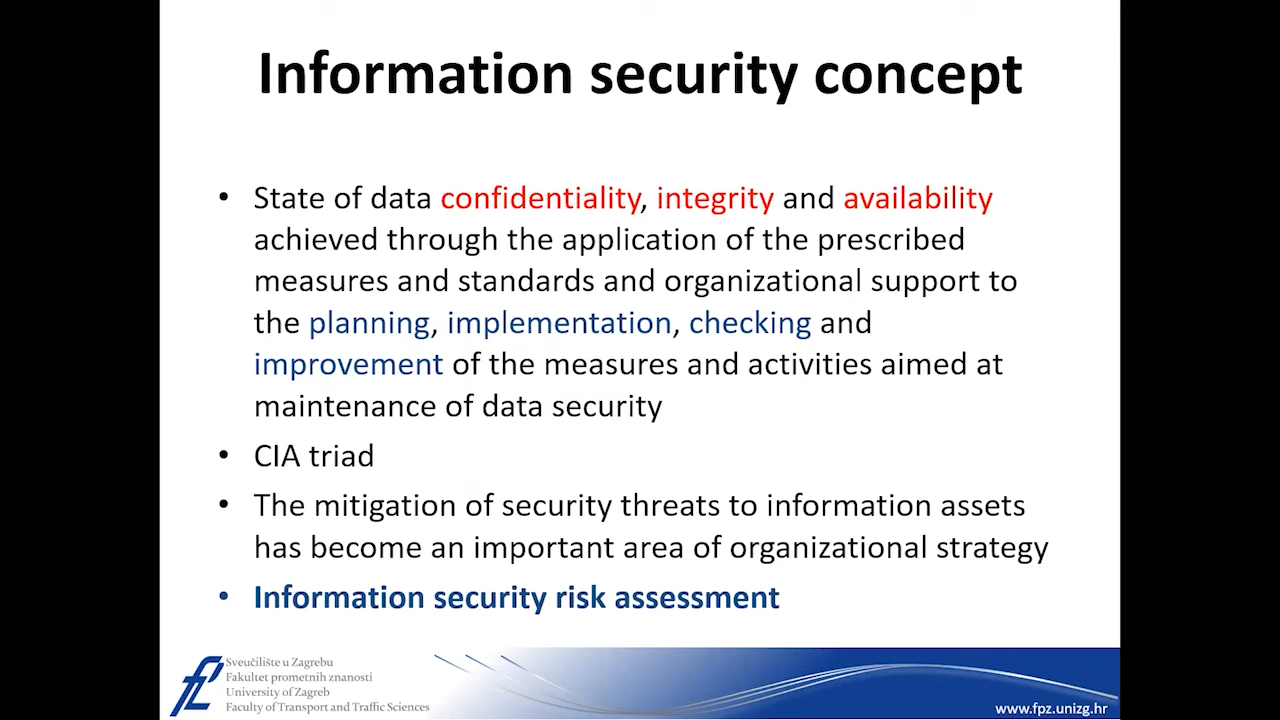 Information security concept
• State of data confidentiality, integrity and availability
achieved through the application of the prescribed
measures and standards and organizational support to
the planning, implementation, checking and
improvement of the measures and activities aimed at
maintenance of data security
• CIA triad
• The mitigation of security threats to information assets
has become an important area of organizational strategy
• Information security risk assessment
Sveučilište u Zagrebu
Fakultet prometnih znanosti
University of Zagreb
Faculty of Transport and Traffic Sciences
www.fpz.unizg.hr